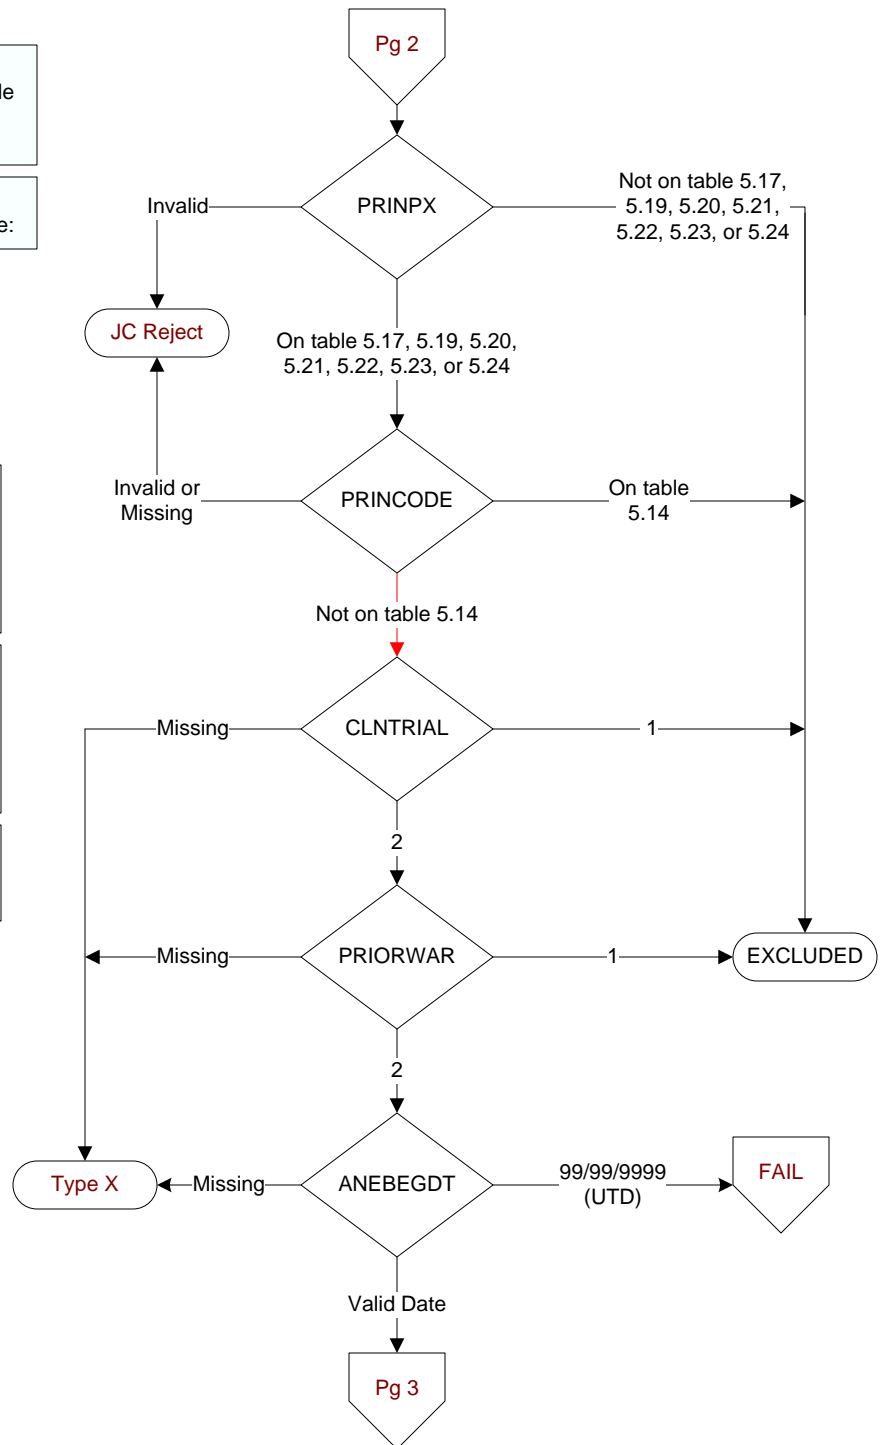 Pg 2
le
e:
PRINPX
Invalid
Not on table 5.17,
5.19, 5.20, 5.21,
5.22, 5.23, or 5.24
JC Reject
On table 5.17, 5.19, 5.20,
5.21, 5.22, 5.23, or 5.24
Invalid or
Missing
PRINCODE
On table
5.14
Not on table 5.14
Missing
CLNTRIAL
1
2
Missing
PRIORWAR
1
EXCLUDED
2
Type X
Missing
ANEBEGDT
99/99/9999
(UTD)
FAIL
Valid Date
Pg 3